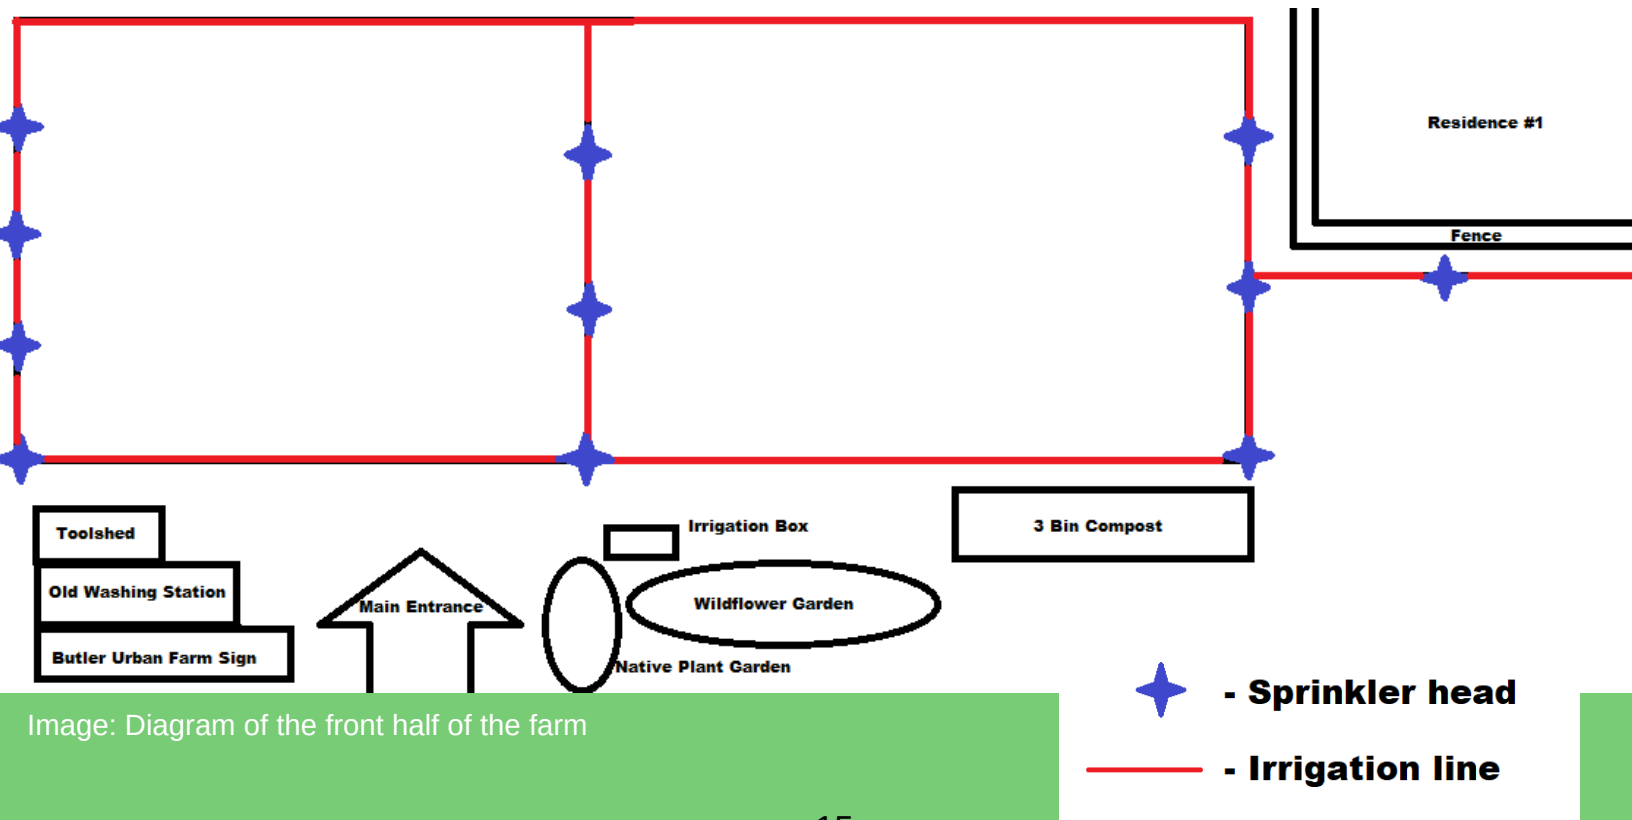 Residence #1
Fence
Irrigation Box
3 Bin Compost
Toolshed
Old Washing Station
Main Entrance
Wildflower Garden
Butler Urban Farm Sign
Native Plant Garden
- Sprinkler head
Image: Diagram of the front half of the farm
- Irrigation line